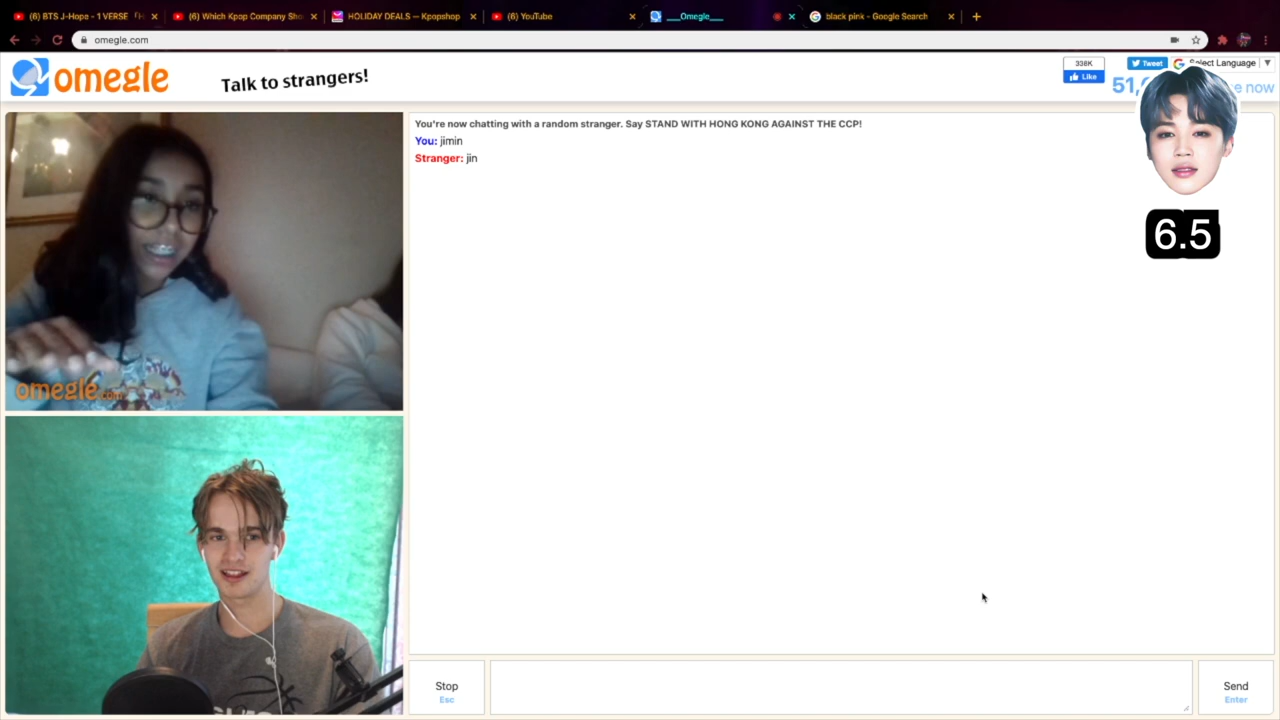 (6) BTS J-Hope - 1 VERSE
(6) Which Kpop Company Sho
HOLIDAY DEALS — Kpopshop
(6) YouTube
___Omegle___
black pink - Google Search
omegle.com
omegle
Talk to strangers!
338K
Like
Tweet
Select Language
51,
now
You're now chatting with a random stranger. Say STAND WITH HONG KONG AGAINST THE CCP!
You: jimin
Stranger: jin
6.5
omegle.com
Stop
Esc
Send
Enter